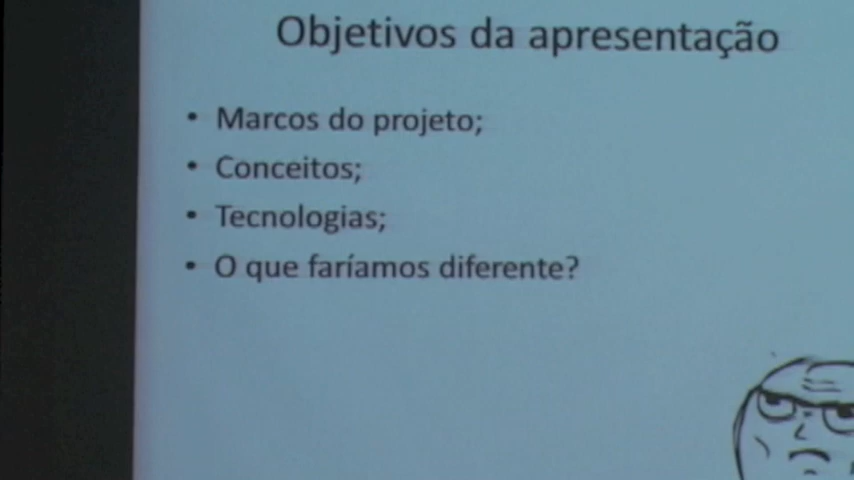 Objetivos da apresentação
• Marcos do projeto;
• Conceitos;
• Tecnologias;
• O que faríamos diferente?